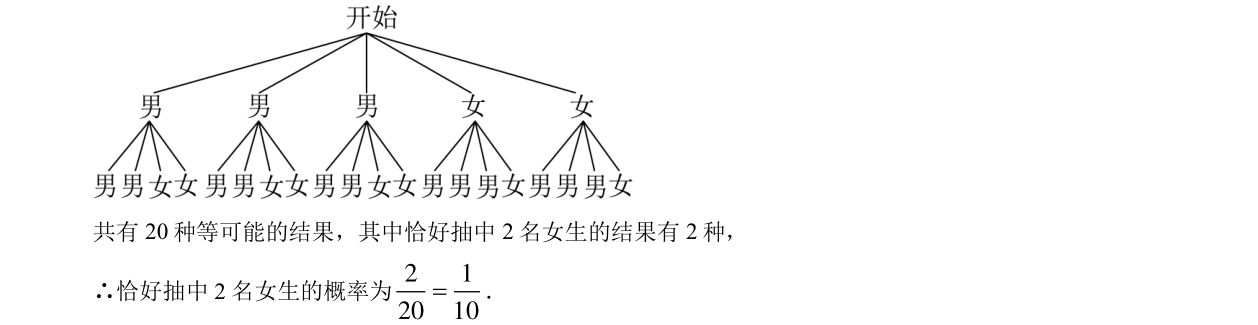 开始
男 男 男 女 女
男 男 女 女 男 男 女 女 男 男 女 女 男 男 男 女 男 男 男 女
共有 20 种等可能的结果，其中恰好抽中 2 名女生的结果有 2 种，
∴恰好抽中 2 名女生的概率为 2/20 = 1/10 .